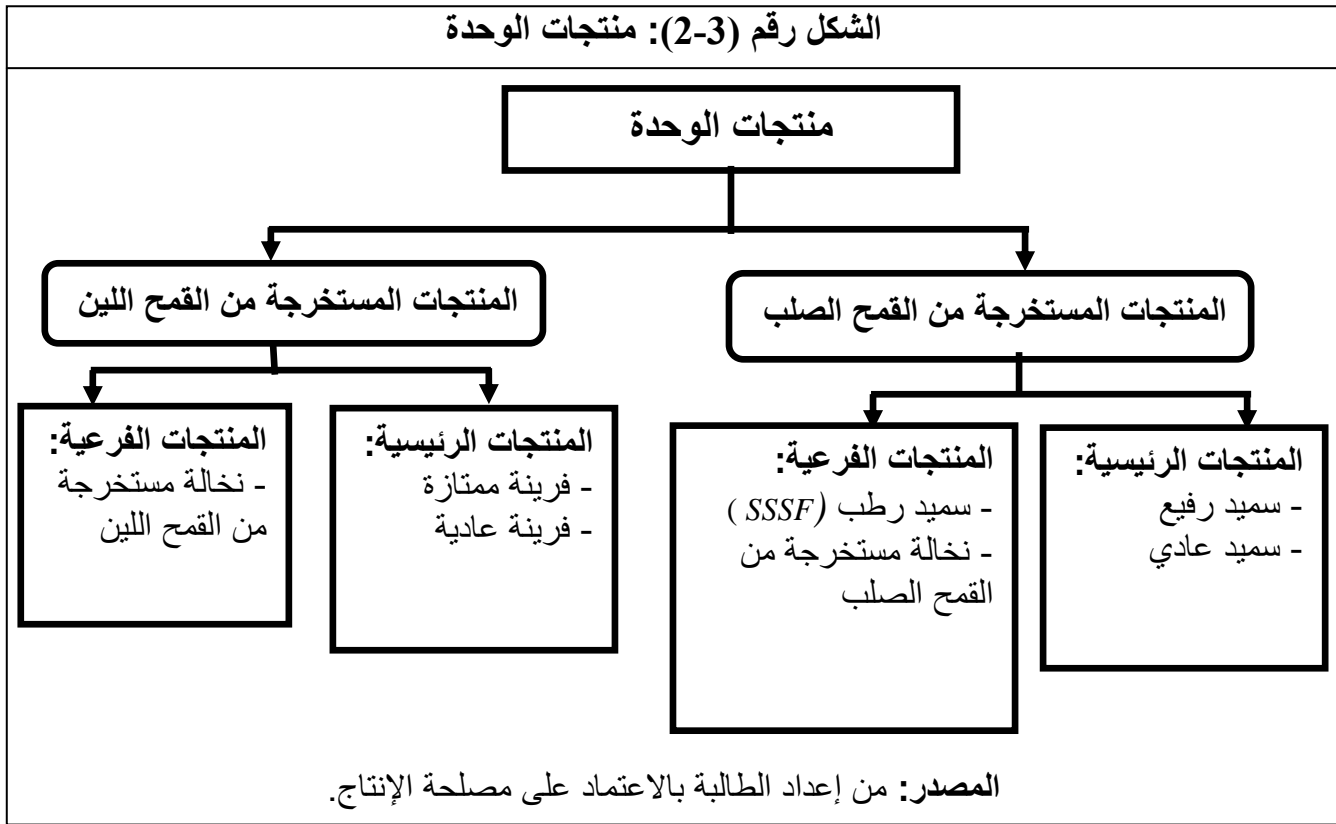 الشكل رقم (3-2): منتجات الوحدة
منتجات الوحدة
المنتجات المستخرجة من القمح الصلب
المنتجات المستخرجة من القمح اللين
المنتجات الرئيسية:
- سميد رفيع
- سميد عادي
المنتجات الفرعية:
- سميد رطب (SSSF)
- نخالة مستخرجة من
القمح الصلب
المنتجات الرئيسية:
- فرينة ممتازة
- فرينة عادية
المنتجات الفرعية:
- نخالة مستخرجة
من القمح اللين
المصدر: من إعداد الطالبة بالاعتماد على مصلحة الإنتاج.